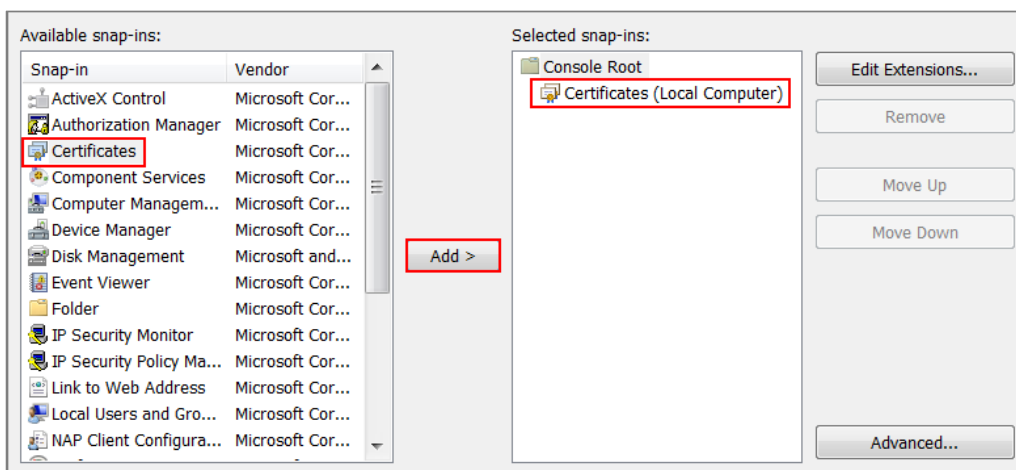 Available snap-ins:
Snap-in Vendor
ActiveX Control Microsoft Cor...
Authorization Manager Microsoft Cor...
Certificates Microsoft Cor...
Component Services Microsoft Cor...
Computer Managem... Microsoft Cor...
Device Manager Microsoft Cor...
Disk Management Microsoft and...
Event Viewer Microsoft Cor...
Folder Microsoft Cor...
IP Security Monitor Microsoft Cor...
IP Security Policy Ma... Microsoft Cor...
Link to Web Address Microsoft Cor...
Local Users and Gro... Microsoft Cor...
NAP Client Configura... Microsoft Cor...
Add >
Selected snap-ins:
Console Root
Certificates (Local Computer)
Edit Extensions...
Remove
Move Up
Move Down
Advanced...